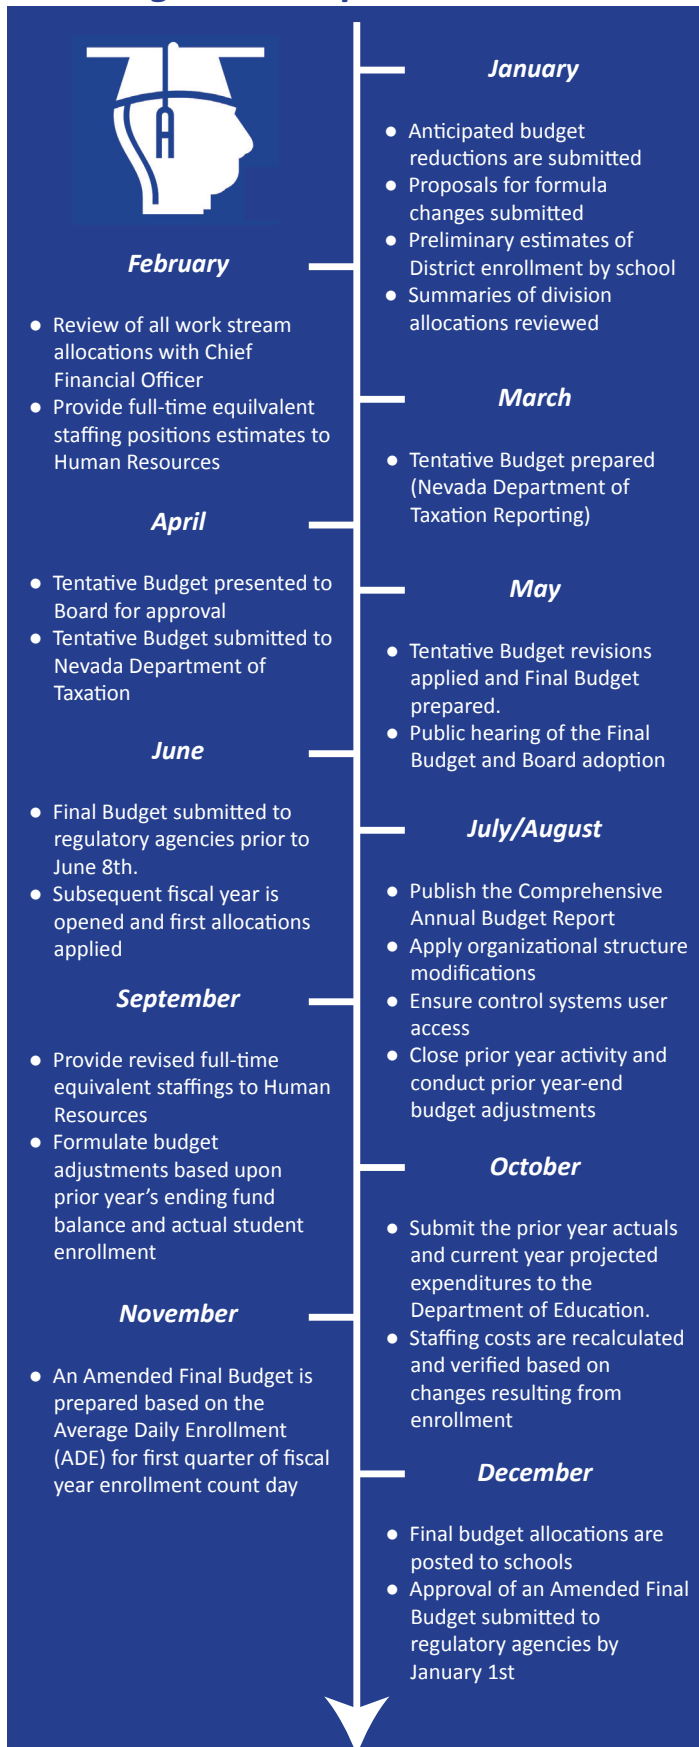 January
● Anticipated budget
reductions are submitted
● Proposals for formula
changes submitted
● Preliminary estimates of
District enrollment by school
● Summaries of division
allocations reviewed
February
● Review of all work stream
allocations with Chief
Financial Officer
● Provide full-time equilvalent
staffing positions estimates to
Human Resources
March
● Tentative Budget prepared
(Nevada Department of
Taxation Reporting)
April
● Tentative Budget presented to
Board for approval
● Tentative Budget submitted to
Nevada Department of
Taxation
May
● Tentative Budget revisions
applied and Final Budget
prepared.
● Public hearing of the Final
Budget and Board adoption
June
● Final Budget submitted to
regulatory agencies prior to
June 8th.
● Subsequent fiscal year is
opened and first allocations
applied
July/August
● Publish the Comprehensive
Annual Budget Report
● Apply organizational structure
modifications
● Ensure control systems user
access
● Close prior year activity and
conduct prior year-end
budget adjustments
September
● Provide revised full-time
equivalent staffings to Human
Resources
● Formulate budget
adjustments based upon
prior year’s ending fund
balance and actual student
enrollment
October
● Submit the prior year actuals
and current year projected
expenditures to the
Department of Education.
● Staffing costs are recalculated
and verified based on
changes resulting from
enrollment
November
● An Amended Final Budget is
prepared based on the
Average Daily Enrollment
(ADE) for first quarter of fiscal
year enrollment count day
December
● Final budget allocations are
posted to schools
● Approval of an Amended Final
Budget submitted to
regulatory agencies by
January 1st